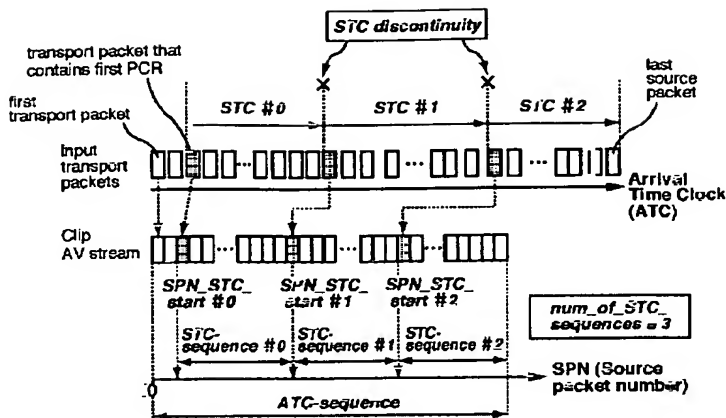 STC discontinuity
transport packet that
contains first PCR
first
transport packet
last
source
packet
STC #0
STC #1
STC #2
Input
transport
packets
Arrival
Time Clock
(ATC)
Clip
AV stream
SPN_STC_
start #0
SPN_STC_
start #1
SPN_STC_
start #2
num_of_STC_
sequences = 3
STC-
sequence #0
STC-
sequence #1
STC-
sequence #2
SPN (Source
packet number)
0
ATC-sequence